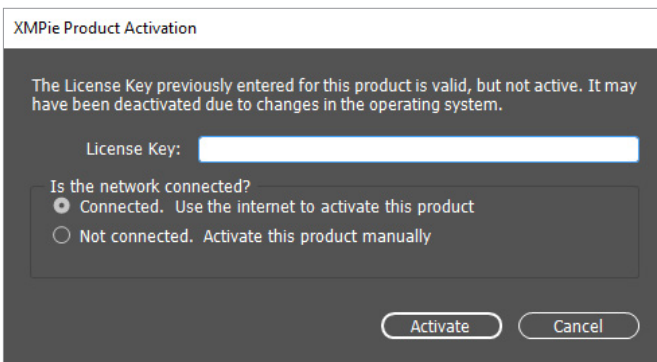 XMPie Product Activation
The License Key previously entered for this product is valid, but not active. It may
have been deactivated due to changes in the operating system.
License Key:
Is the network connected?
Connected.  Use the internet to activate this product
Not connected.  Activate this product manually
Activate
Cancel